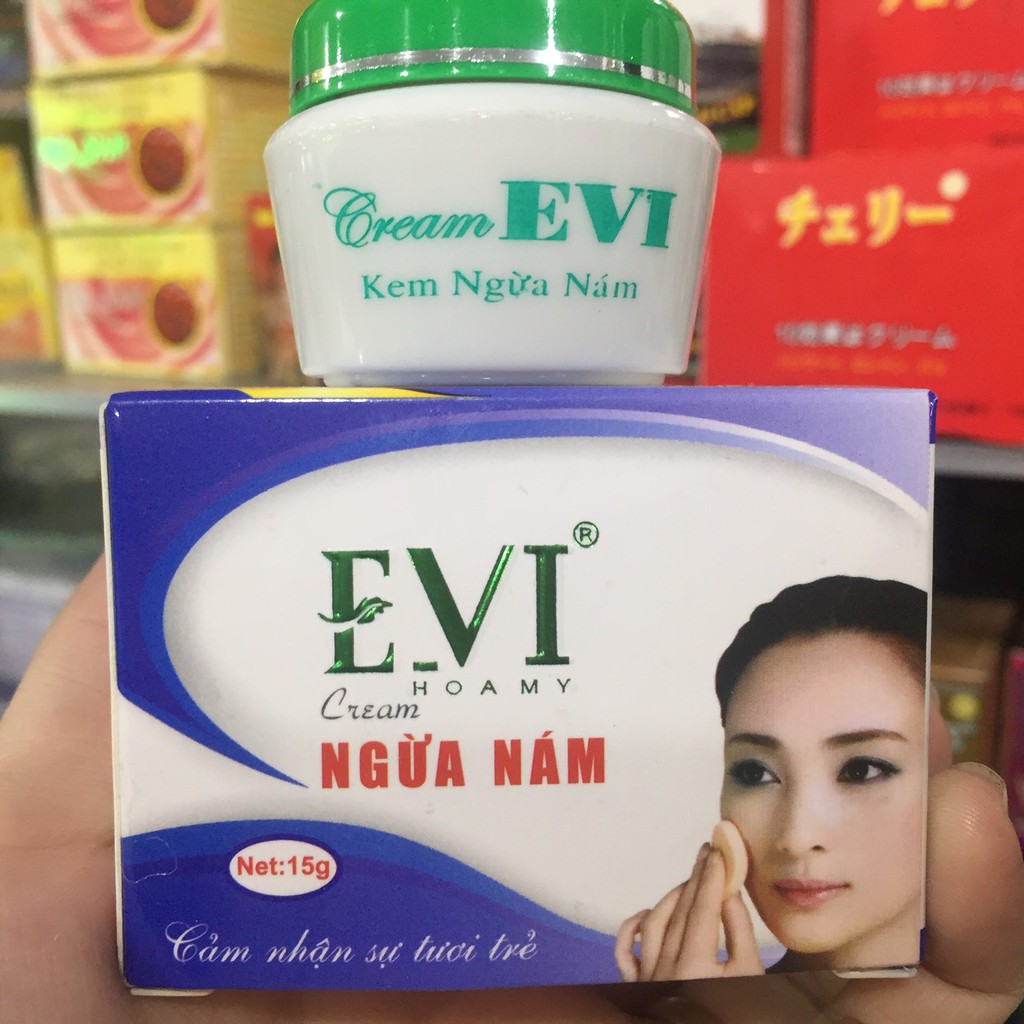 Cream EVI
Kem Ngừa Nám
チェリー
EVI®
HOAMY
Cream
NGỪA NÁM
Net:15g
Cảm nhận sự tươi trẻ